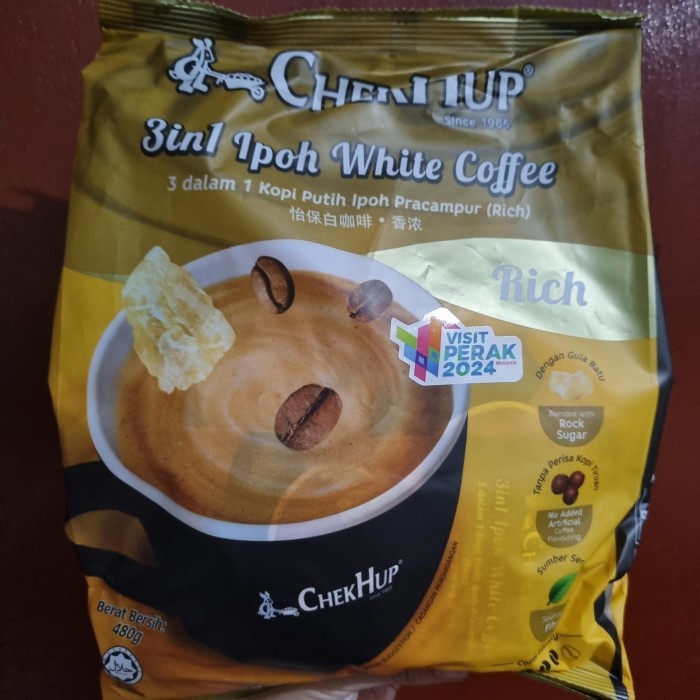 CHEKHUP®
Since 1965
3in1 Ipoh White Coffee
3 dalam 1 Kopi Putih Ipoh Pracampur (Rich)
怡保白咖啡 • 香浓
Rich
VISIT
PERAK
2024
Malaysia
Dengan Gula Batu
Blended with
Rock
Sugar
Tanpa Perisa Kopi Tiruan
No Added
Artificial
Coffee
Flavouring
Sumber
CHEKHUP®
Berat Bersih:
480g